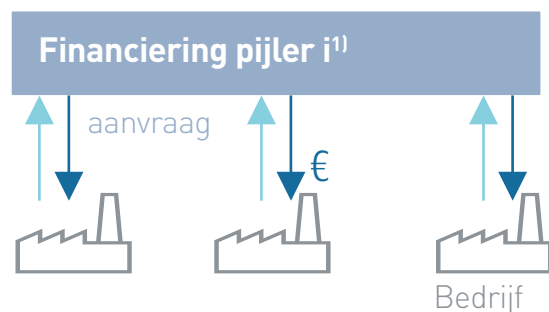 Financiering pijler i¹⁾
aanvraag
€
Bedrijf